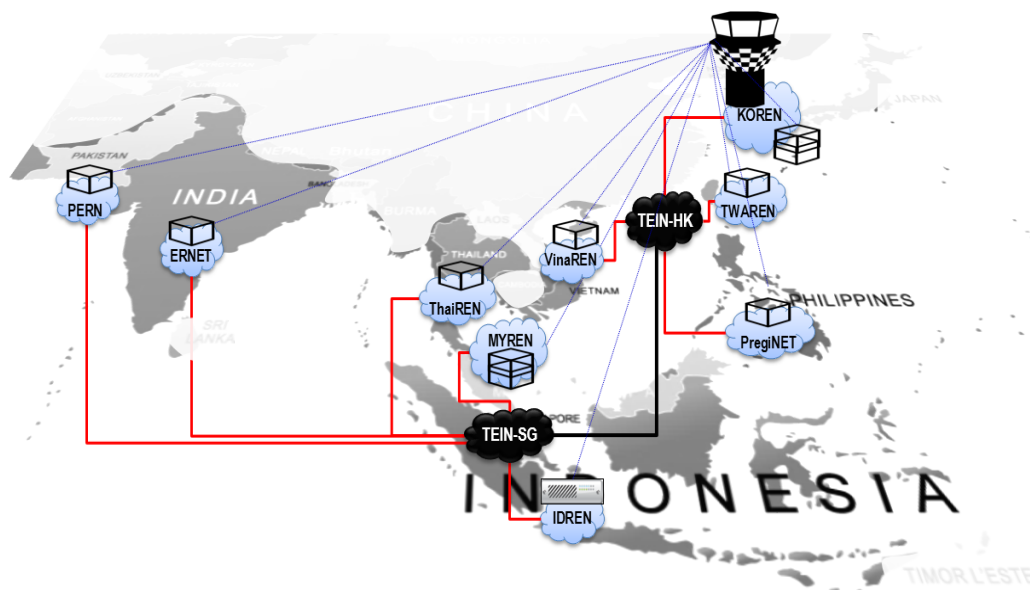 CHINA
JAPAN
KOREN
PAKISTAN
NEPAL
Bhutan
BANGLADESH
PERN
INDIA
TWAREN
BURMA
LAOS
TEIN-HK
ERNET
THAILAND
VinaREN
VIETNAM
ThaiREN
PHILIPPINES
SRI
LANKA
MYREN
PregiNET
PORE
TEIN-SG
INDONESIA
IDREN
TIMOR L'ESTE